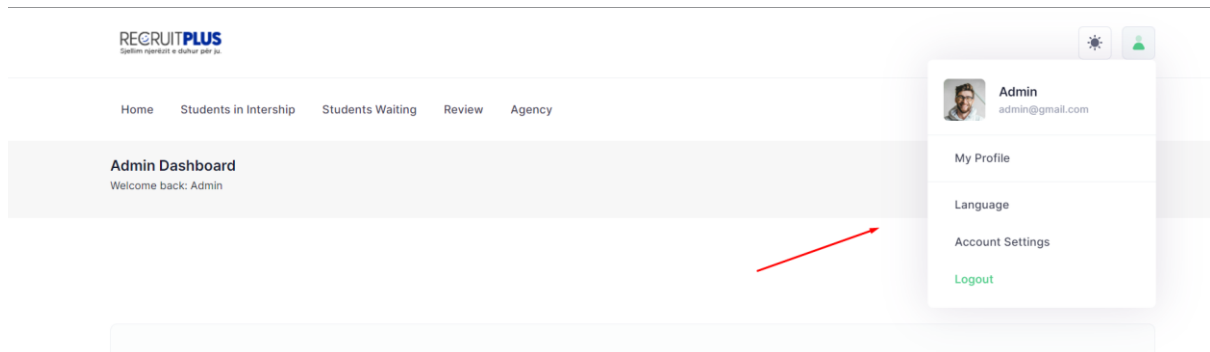 RECRUITPLUS
Sjellim njerëzit e duhur për ju.
Admin
admin@gmail.com
Home Students in Intership Students Waiting Review Agency
My Profile
Admin Dashboard
Welcome back: Admin
Language
Account Settings
Logout